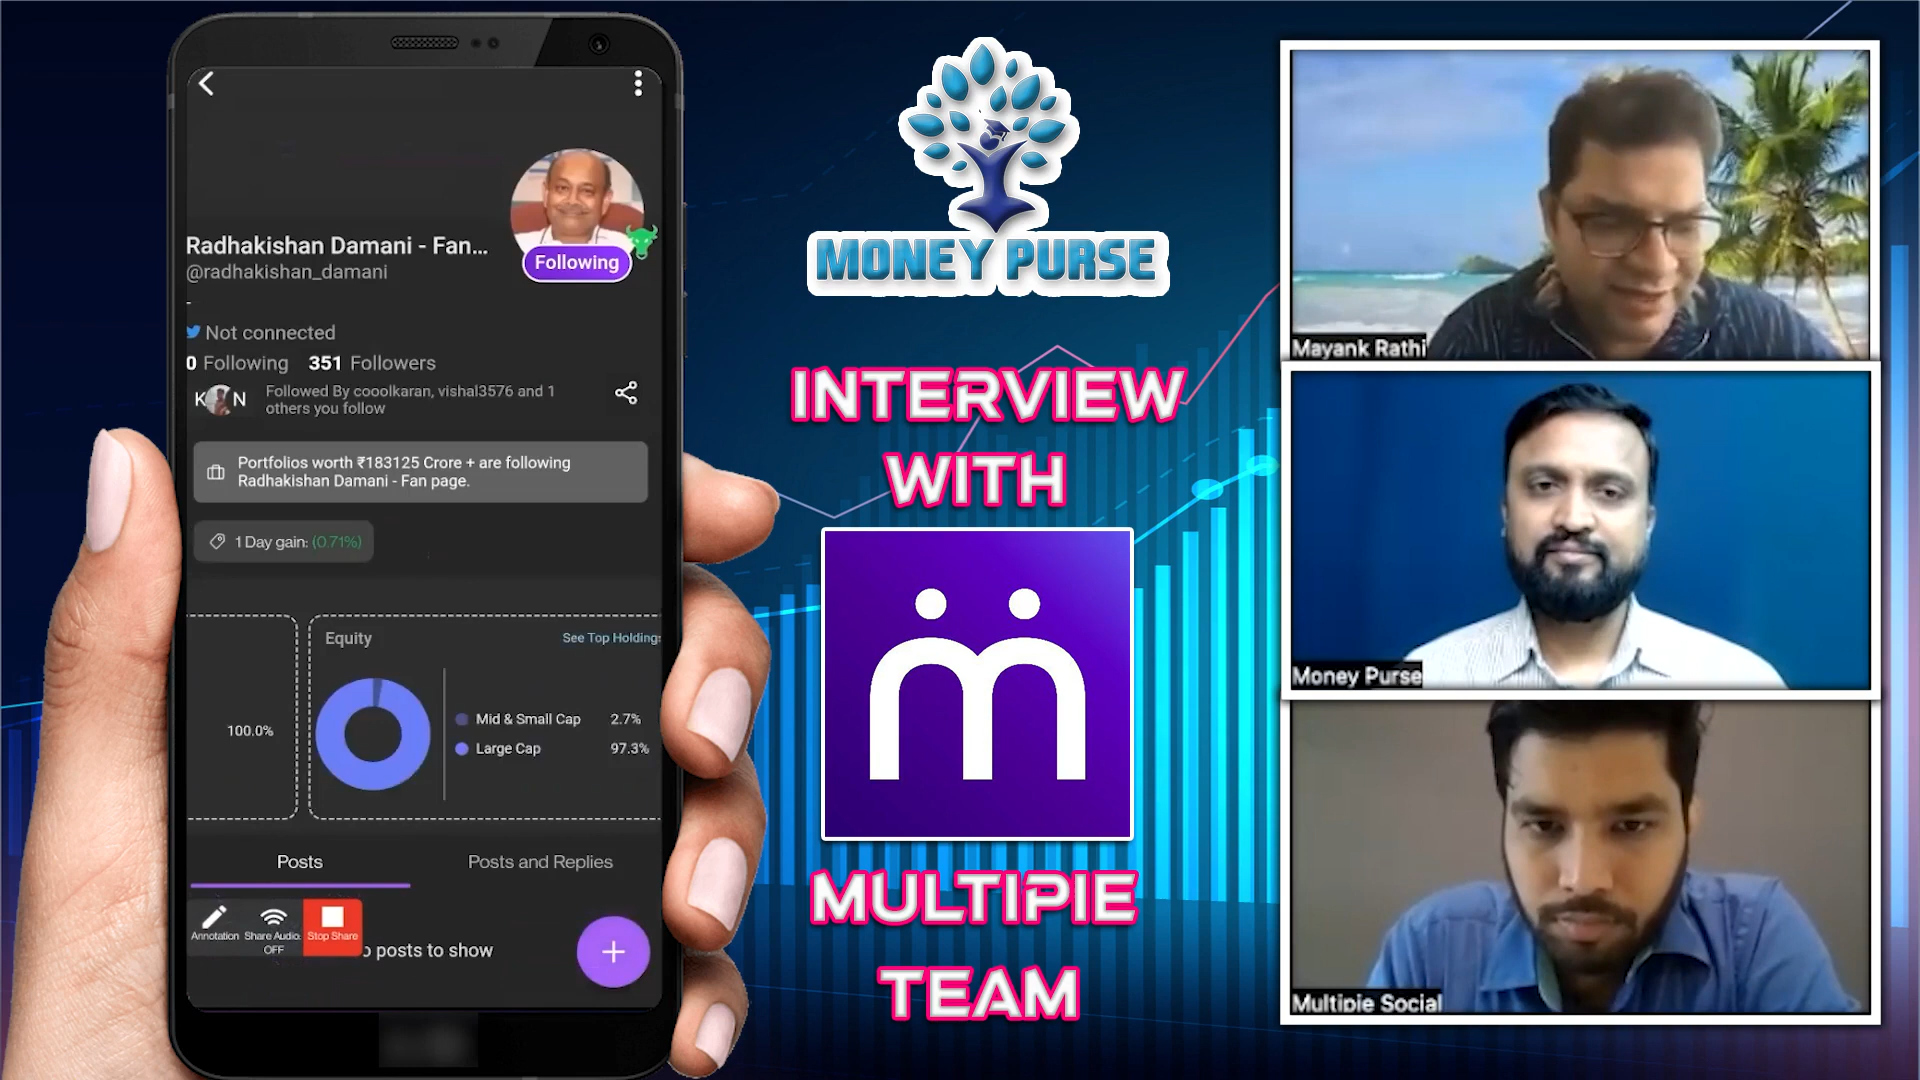 Radhakishan Damani - Fan...
@radhakishan_damani
-
Following
Not connected
0 Following 351 Followers
K N
Followed By cooolkaran, vishal3576 and 1
others you follow
Portfolios worth ₹183125 Crore + are following
Radhakishan Damani - Fan page.
1 Day gain: (0.71%)
100.0%
Equity
See Top Holdings
Mid & Small Cap 2.7%
Large Cap 97.3%
Posts
Posts and Replies
Annotation
Share Audio:
OFF
Stop Share
posts to show
+
MONEY PURSE
INTERVIEW
WITH
m
MULTIPIE
TEAM
Mayank Rathi
Money Purse
Multipie Social